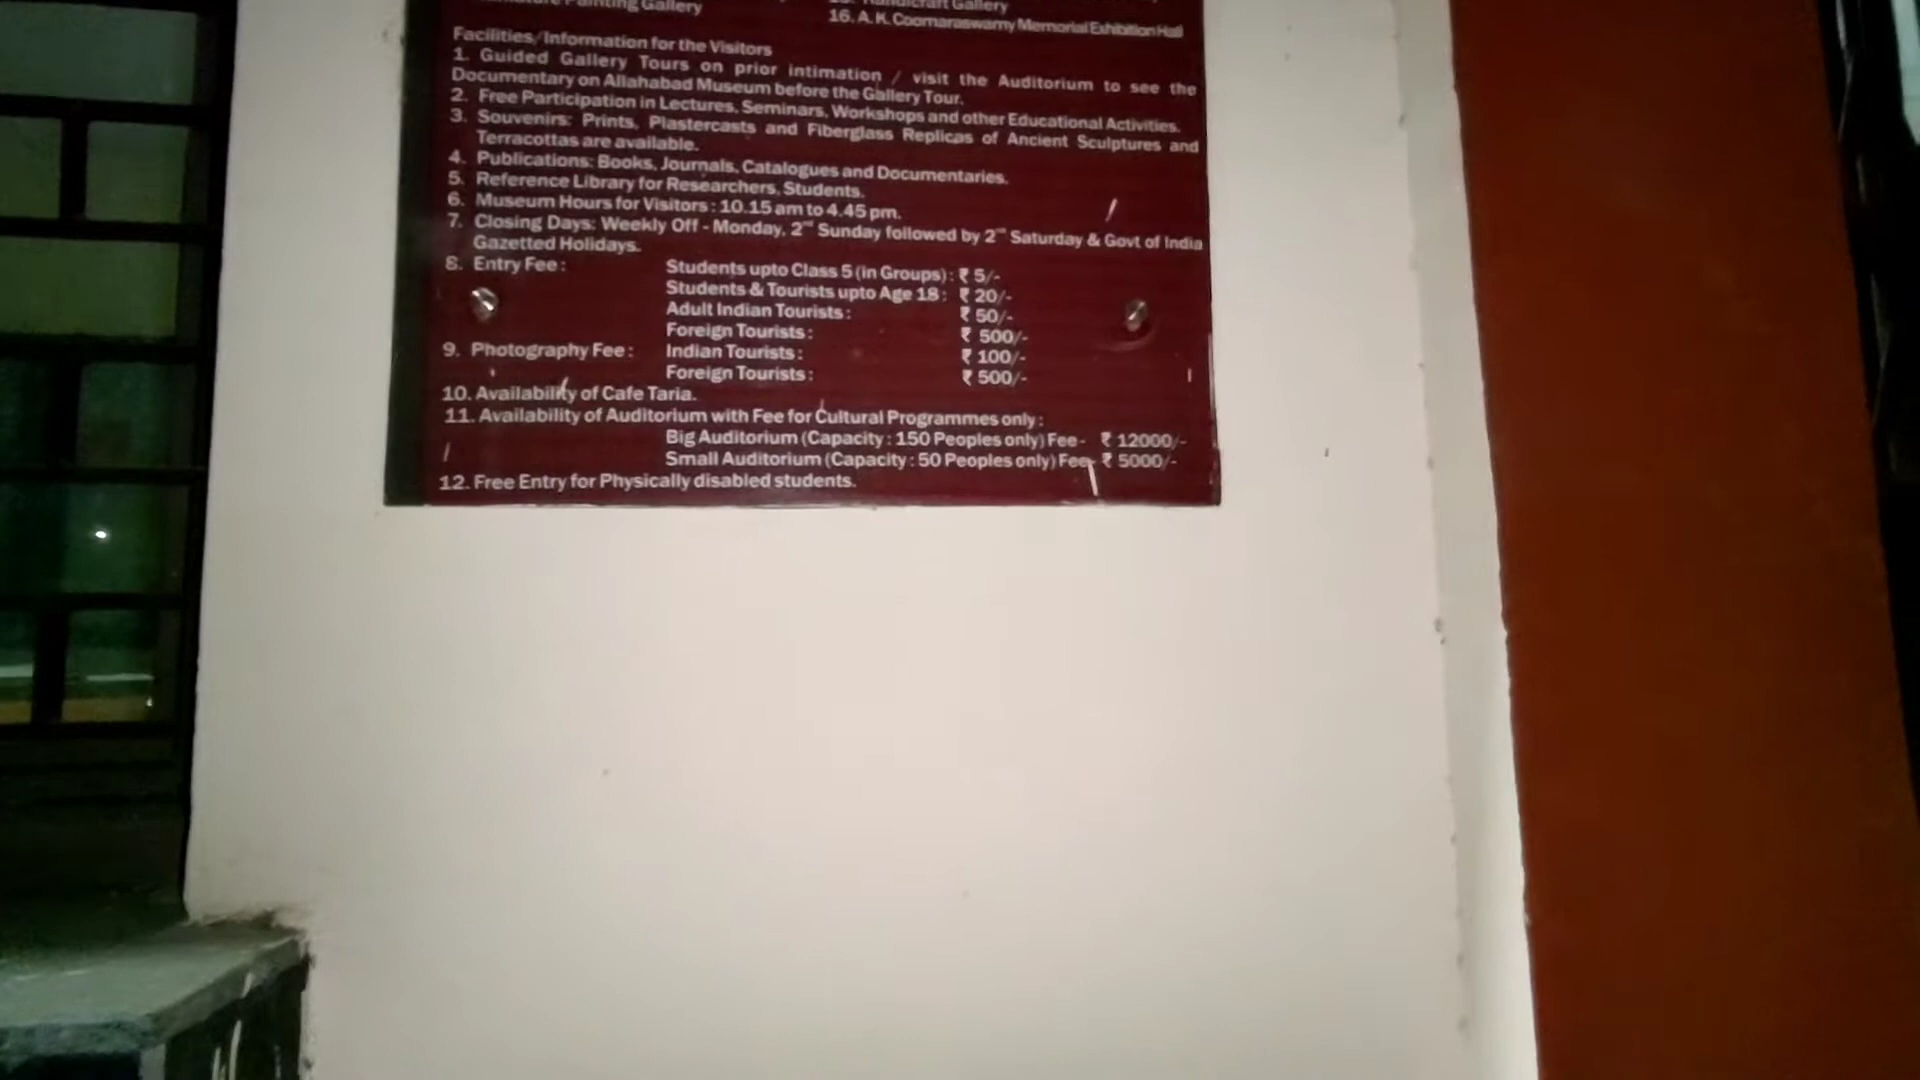 Painting Gallery
Handicraft Gallery
16. A. K. Coomaraswamy Memorial Exhibition Hall
Facilities/Information for the Visitors
1. Guided Gallery Tours on prior intimation / visit the Auditorium to see the
Documentary on Allahabad Museum before the Gallery Tour.
2. Free Participation in Lectures, Seminars, Workshops and other Educational Activities.
3. Souvenirs: Prints, Plastercasts and Fiberglass Replicas of Ancient Sculptures and
Terracottas are available.
4. Publications: Books, Journals, Catalogues and Documentaries.
5. Reference Library for Researchers, Students.
6. Museum Hours for Visitors : 10.15 am to 4.45 pm.
7. Closing Days: Weekly Off - Monday, 2nd Sunday followed by 2nd Saturday & Govt of India
Gazetted Holidays.
8. Entry Fee : Students upto Class 5 (in Groups) : ₹ 5/-
Students & Tourists upto Age 18 : ₹ 20/-
Adult Indian Tourists : ₹ 50/-
Foreign Tourists : ₹ 500/-
9. Photography Fee : Indian Tourists : ₹ 100/-
Foreign Tourists : ₹ 500/-
10. Availability of Cafe Taria.
11. Availability of Auditorium with Fee for Cultural Programmes only :
Big Auditorium (Capacity : 150 Peoples only) Fee - ₹ 12000/-
Small Auditorium (Capacity : 50 Peoples only) Fee - ₹ 5000/-
12. Free Entry for Physically disabled students.